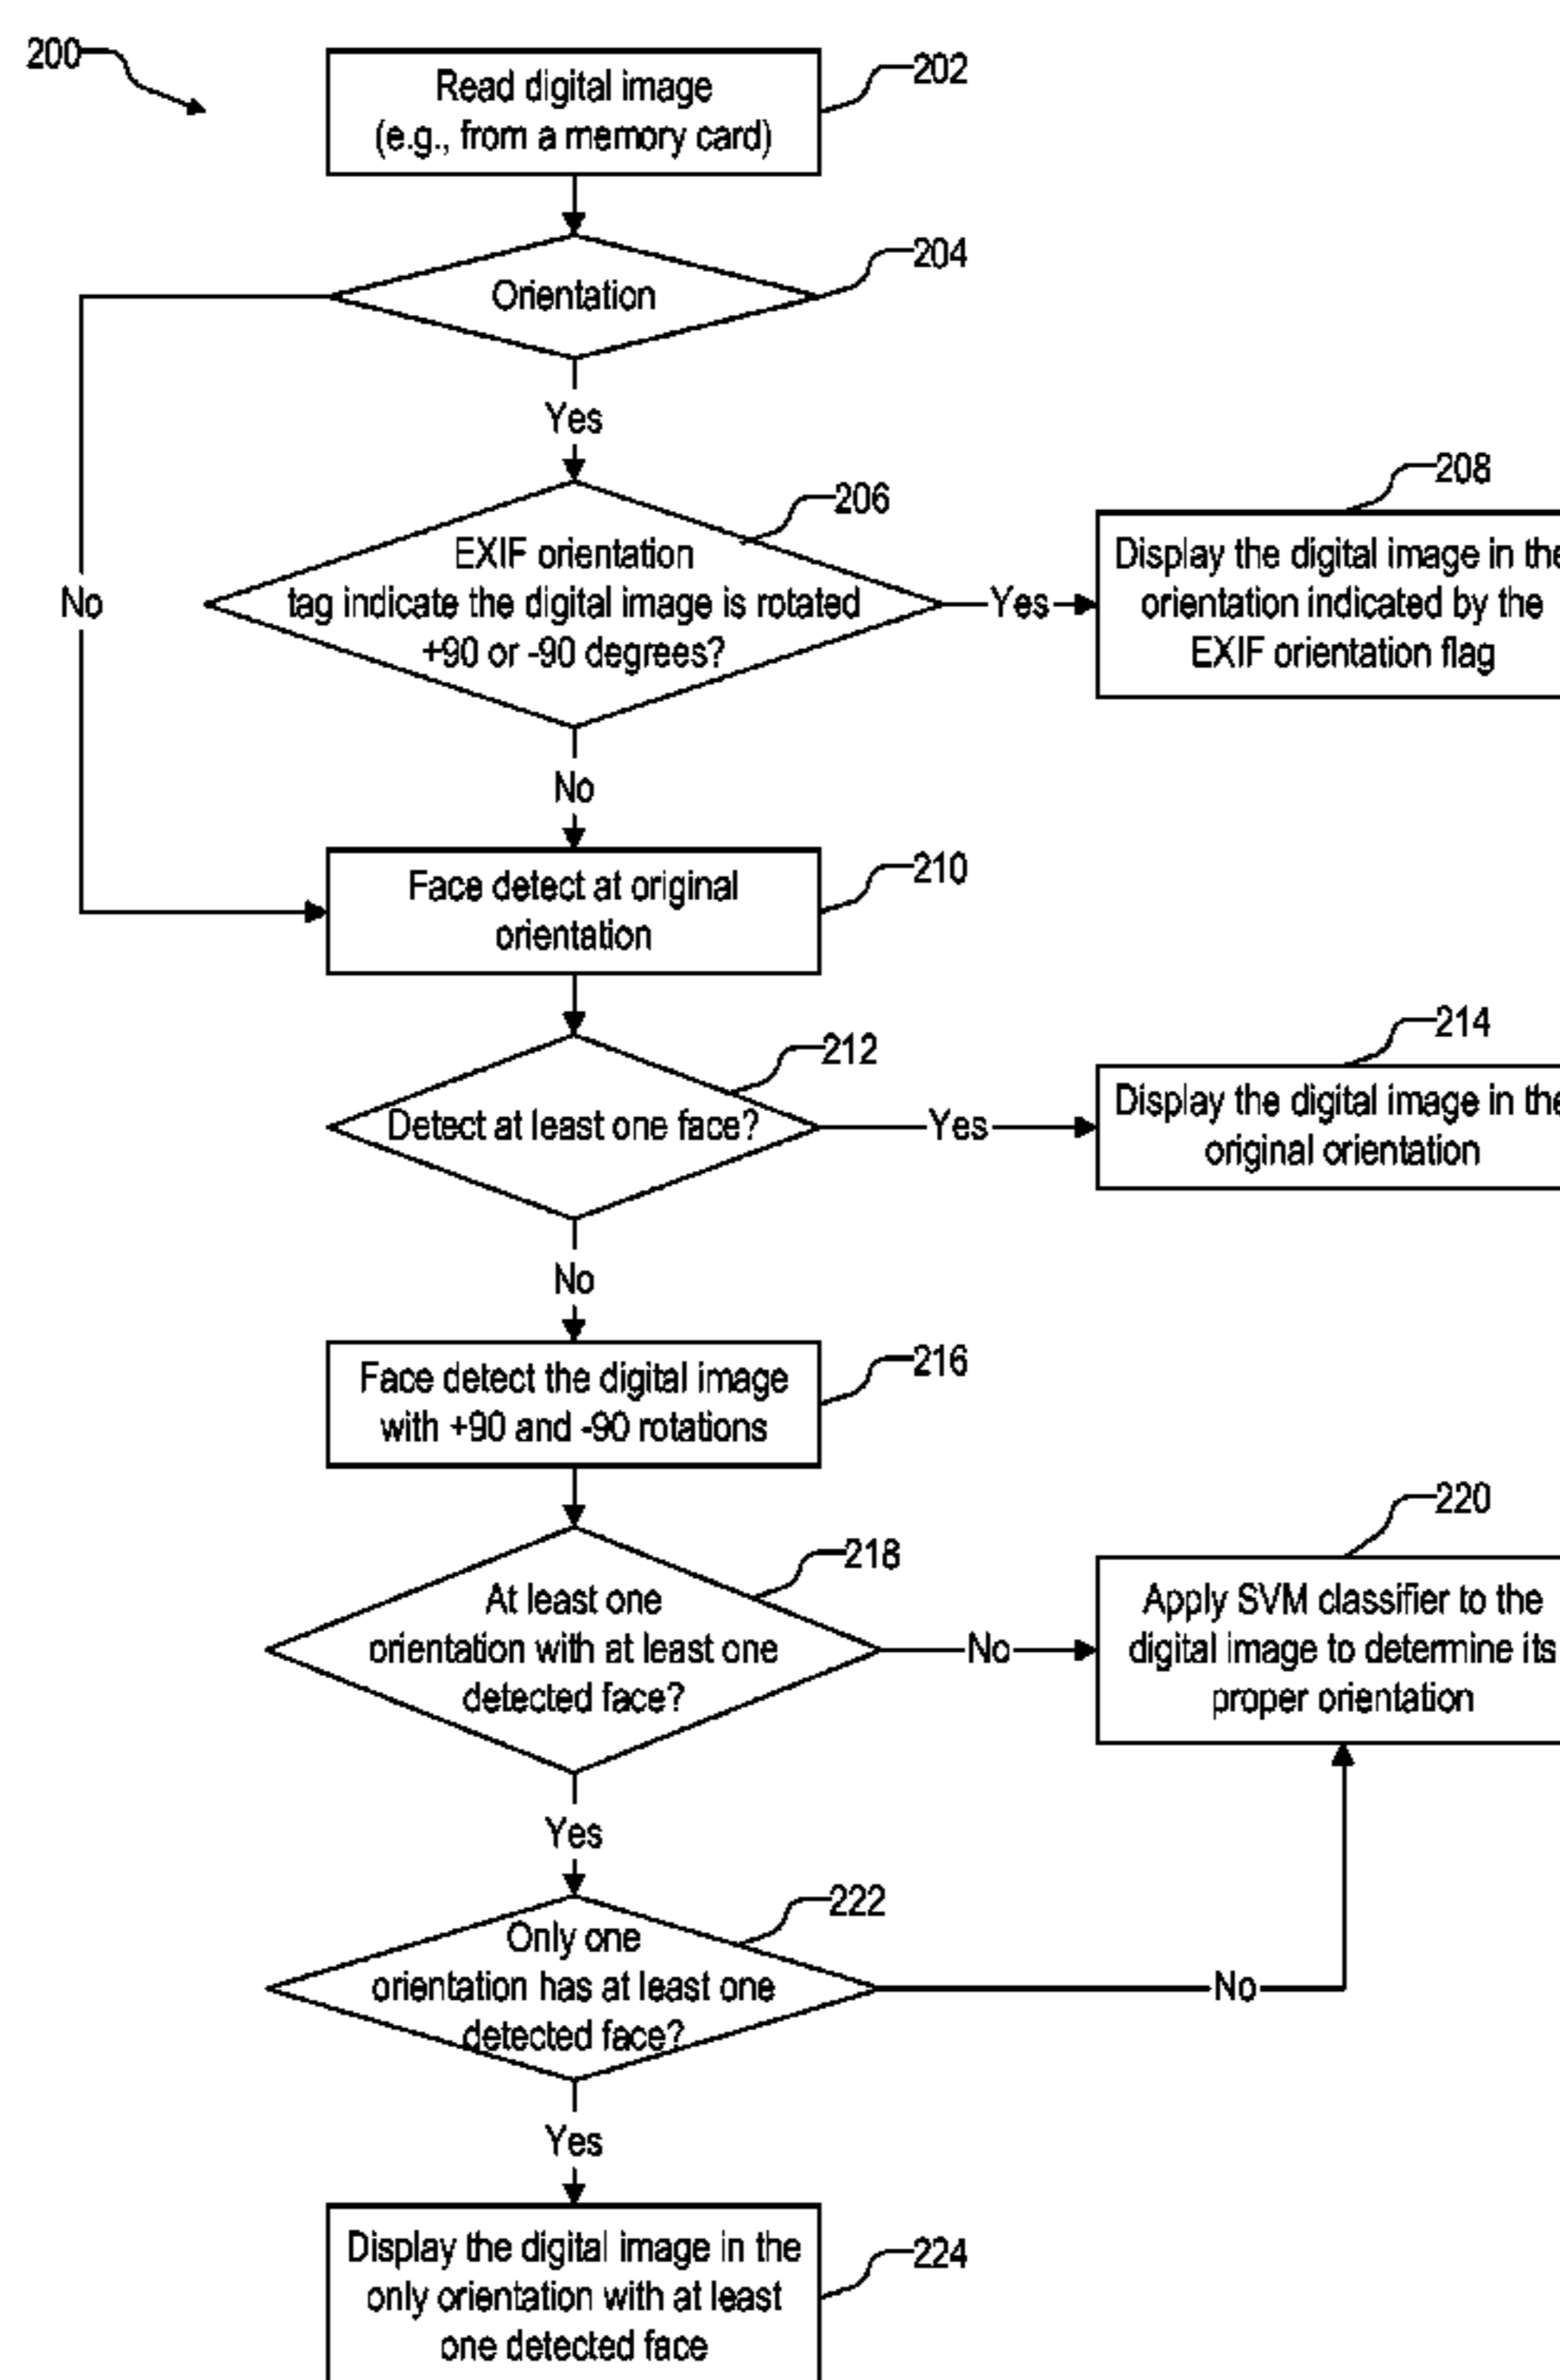 200
Read digital image
(e.g., from a memory card)
202
Orientation
204
Yes
No
EXIF orientation
tag indicate the digital image is rotated
+90 or -90 degrees?
206
Yes
Display the digital image in the
orientation indicated by the
EXIF orientation flag
208
No
Face detect at original
orientation
210
Detect at least one face?
212
Yes
Display the digital image in the
original orientation
214
No
Face detect the digital image
with +90 and -90 rotations
216
At least one
orientation with at least one
detected face?
218
No
Apply SVM classifier to the
digital image to determine its
proper orientation
220
Yes
Only one
orientation has at least one
detected face?
222
No
Yes
Display the digital image in the
only orientation with at least
one detected face
224